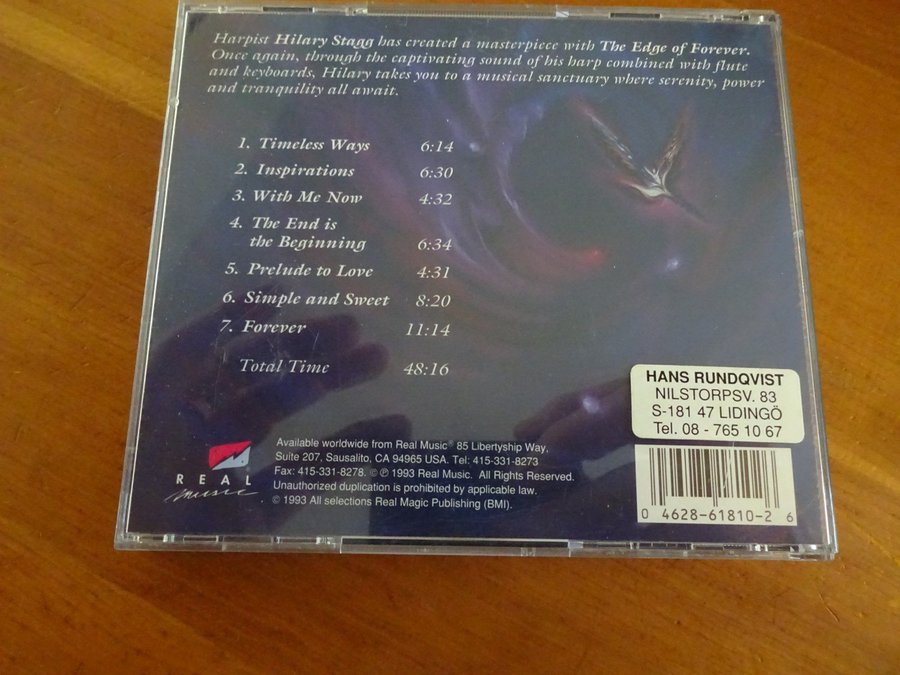 Harpist Hilary Stagg has created a masterpiece with The Edge of Forever.
Once again, through the captivating sound of his harp combined with flute
and keyboards, Hilary takes you to a musical sanctuary where serenity, power
and tranquility all await.
1. Timeless Ways 6:14
2. Inspirations 6:30
3. With Me Now 4:32
4. The End is
the Beginning 6:34
5. Prelude to Love 4:31
6. Simple and Sweet 8:20
7. Forever 11:14
Total Time 48:16
HANS RUNDQVIST
NILSTORPSV. 83
S-181 47 LIDINGÖ
Tel. 08 - 765 10 67
REAL
music
Available worldwide from Real Music® 85 Libertyship Way,
Suite 207, Sausalito, CA 94965 USA. Tel: 415-331-8273
Fax: 415-331-8278. © ℗ 1993 Real Music. All Rights Reserved.
Unauthorized duplication is prohibited by applicable law.
© 1993 All selections Real Magic Publishing (BMI).
0 4628-61810-2 6